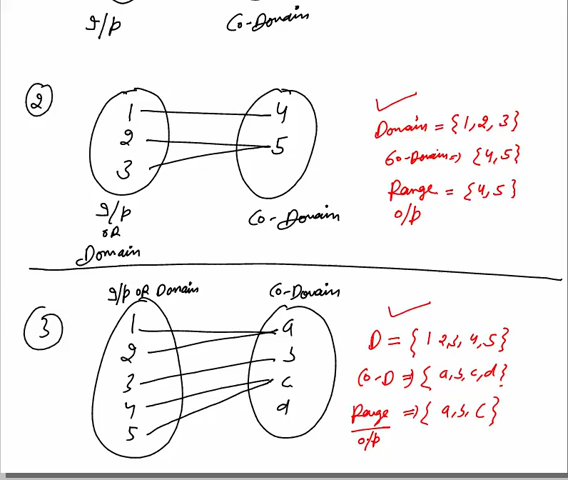 I/p
Co-Domain
②
1
2
3
4
5
I/p
OR
Domain
Co-Domain
Domain = {1, 2, 3}
Co-Domain => {4, 5}
Range = {4, 5}
o/p
③
I/p OR Domain
Co-Domain
1
2
3
4
5
a
b
c
d
D = {1 2, 3, 4, 5}
Co-D => {a, b, c, d}
Range => {a, b, c}
o/p